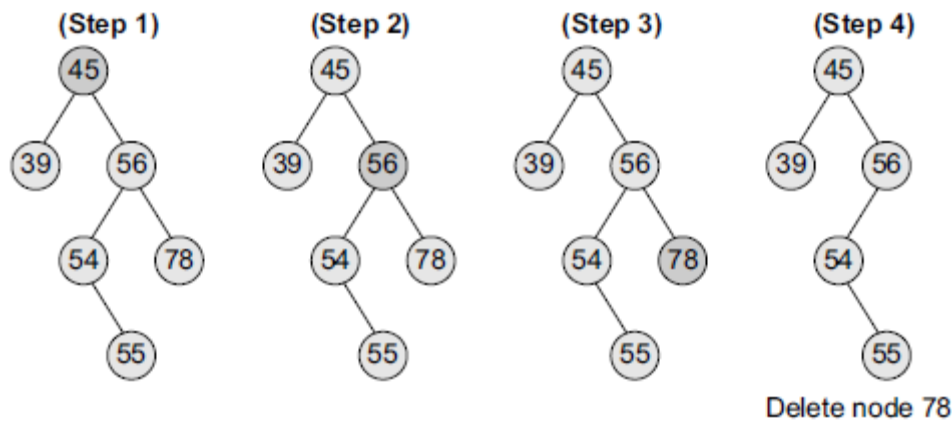 (Step 1) (Step 2) (Step 3) (Step 4)
45 45 45 45
39 56 39 56 39 56 39 56
54 78 54 78 54 78 54
55 55 55 55
Delete node 78